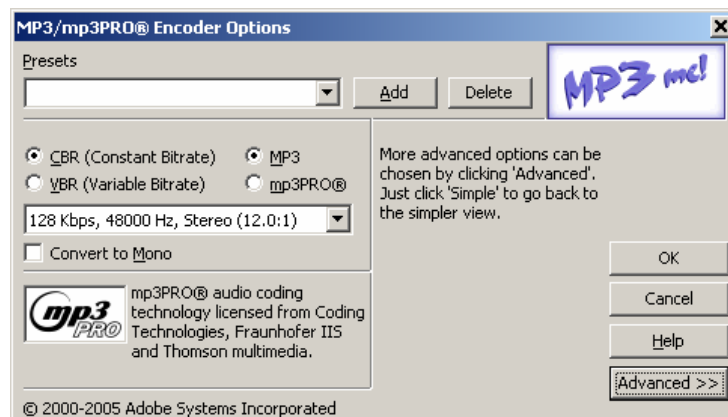 MP3/mp3PRO® Encoder Options
Presets
Add
Delete
MP3 me!
CBR (Constant Bitrate)
MP3
VBR (Variable Bitrate)
mp3PRO®
128 Kbps, 48000 Hz, Stereo (12.0:1)
Convert to Mono
More advanced options can be
chosen by clicking 'Advanced'.
Just click 'Simple' to go back to
the simpler view.
OK
Cancel
Help
Advanced >>
mp3
PRO
mp3PRO® audio coding
technology licensed from Coding
Technologies, Fraunhofer IIS
and Thomson multimedia.
© 2000-2005 Adobe Systems Incorporated